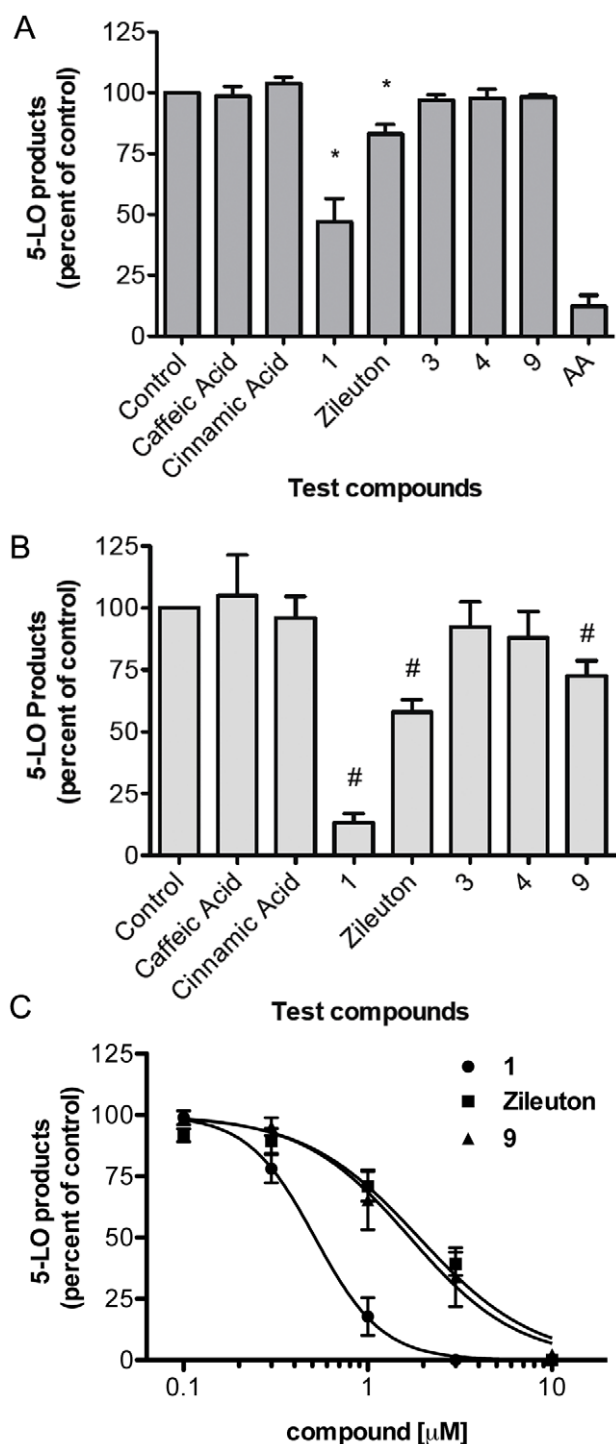 A
5-LO products
(percent of control)
125
100
75
50
25
0
*
*
Control
Caffeic Acid
Cinnamic Acid
1
Zileuton
3
4
9
AA
Test compounds
B
5-LO Products
(percent of control)
125
100
75
50
25
0
#
#
#
Control
Caffeic Acid
Cinnamic Acid
1
Zileuton
3
4
9
Test compounds
C
5-LO products
(percent of control)
125
100
75
50
25
0
1
Zileuton
9
0.1
1
10
compound [µM]